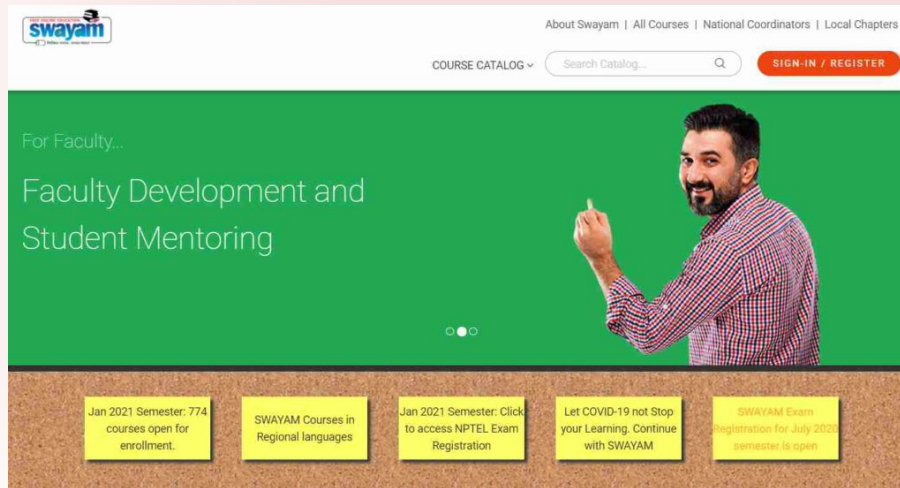 swayam
About Swayam | All Courses | National Coordinators | Local Chapters
COURSE CATALOG
Search Catalog...
SIGN-IN / REGISTER
For Faculty...
Faculty Development and
Student Mentoring
Jan 2021 Semester: 774
courses open for
enrollment.
SWAYAM Courses in
Regional languages
Jan 2021 Semester: Click
to access NPTEL Exam
Registration
Let COVID-19 not Stop
your Learning. Continue
with SWAYAM
SWAYAM Exam
Registration for July 2020
semester is open